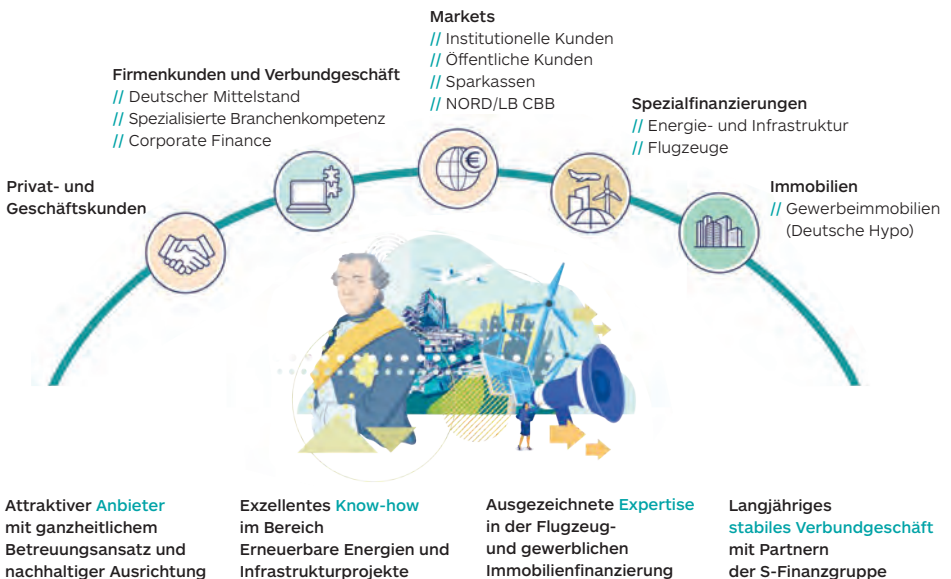 Markets
// Institutionelle Kunden
// Öffentliche Kunden
// Sparkassen
// NORD/LB CBB
Firmenkunden und Verbundgeschäft
// Deutscher Mittelstand
// Spezialisierte Branchenkompetenz
// Corporate Finance
Spezialfinanzierungen
// Energie- und Infrastruktur
// Flugzeuge
Privat- und
Geschäftskunden
Immobilien
// Gewerbeimmobilien
(Deutsche Hypo)
€
Attraktiver Anbieter
mit ganzheitlichem
Betreuungsansatz und
nachhaltiger Ausrichtung
Exzellentes Know-how
im Bereich
Erneuerbare Energien und
Infrastrukturprojekte
Ausgezeichnete Expertise
in der Flugzeug-
und gewerblichen
Immobilienfinanzierung
Langjähriges
stabiles Verbundgeschäft
mit Partnern
der S-Finanzgruppe